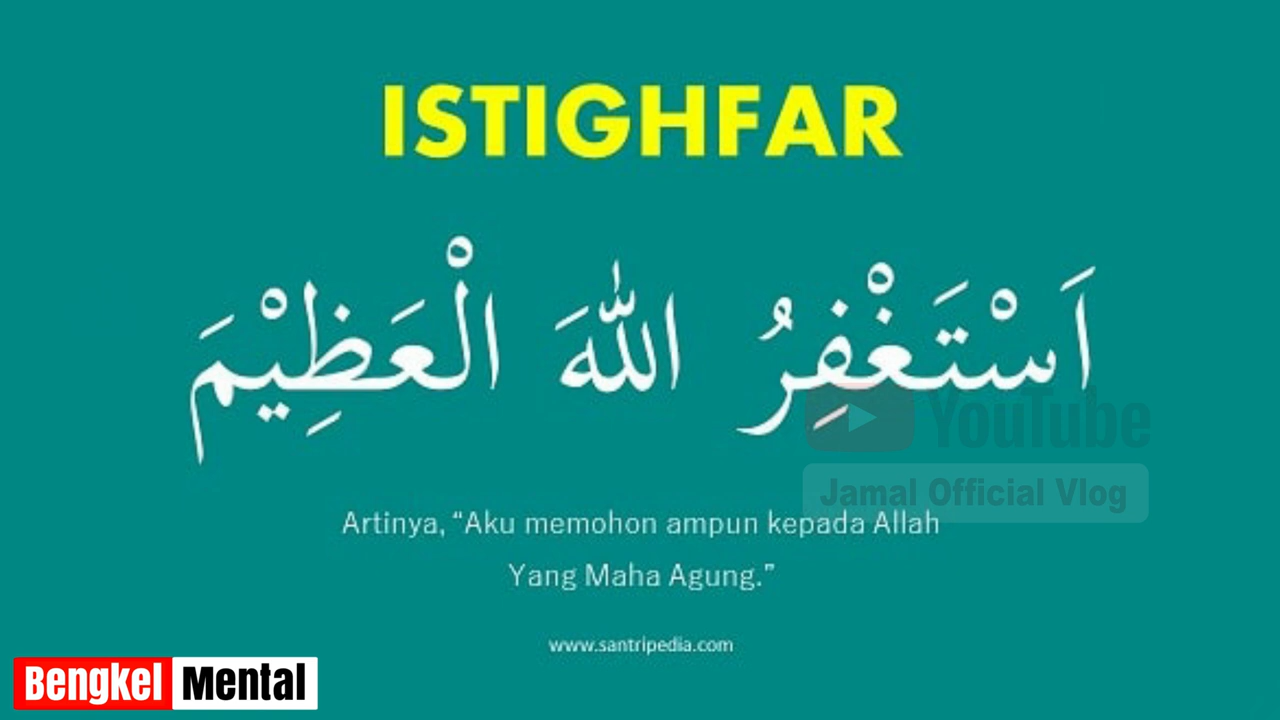 ISTIGHFAR
اَسْتَغْفِرُ اللّٰهَ الْعَظِيْمَ
YouTube
Jamal Official Vlog
Artinya, “Aku memohon ampun kepada Allah
Yang Maha Agung.”
www.santripedia.com
Bengkel Mental